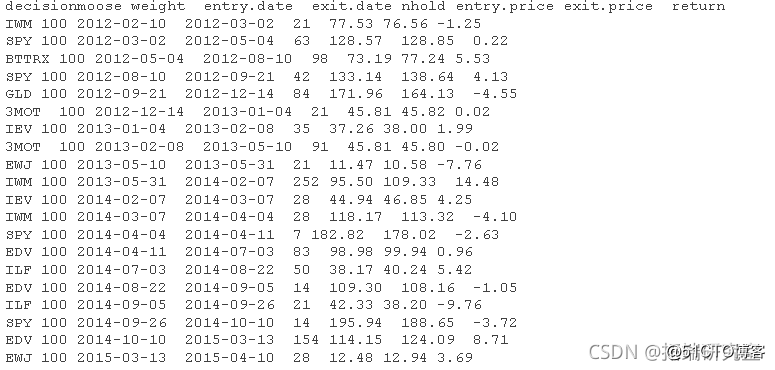 decisionmoose weight entry.date exit.date nhold entry.price exit.price return
IWM 100 2012-02-10 2012-03-02 21 77.53 76.56 -1.25
SPY 100 2012-03-02 2012-05-04 63 128.57 128.85 0.22
BTTRX 100 2012-05-04 2012-08-10 98 73.19 77.24 5.53
SPY 100 2012-08-10 2012-09-21 42 133.14 138.64 4.13
GLD 100 2012-09-21 2012-12-14 84 171.96 164.13 -4.55
3MOT 100 2012-12-14 2013-01-04 21 45.81 45.82 0.02
IEV 100 2013-01-04 2013-02-08 35 37.26 38.00 1.99
3MOT 100 2013-02-08 2013-05-10 91 45.81 45.80 -0.02
EWJ 100 2013-05-10 2013-05-31 21 11.47 10.58 -7.76
IWM 100 2013-05-31 2014-02-07 252 95.50 109.33 14.48
IEV 100 2014-02-07 2014-03-07 28 44.94 46.85 4.25
IWM 100 2014-03-07 2014-04-04 28 118.17 113.32 -4.10
SPY 100 2014-04-04 2014-04-11 7 182.82 178.02 -2.63
EDV 100 2014-04-11 2014-07-03 83 98.98 99.94 0.96
ILF 100 2014-07-03 2014-08-22 50 38.17 40.24 5.42
EDV 100 2014-08-22 2014-09-05 14 109.30 108.16 -1.05
ILF 100 2014-09-05 2014-09-26 21 42.33 38.20 -9.76
SPY 100 2014-09-26 2014-10-10 14 195.94 188.65 -3.72
EDV 100 2014-10-10 2015-03-13 154 114.15 124.09 8.71
EWJ 100 2015-03-13 2015-04-10 28 12.48 12.94 3.69
CSDN @51CTO博客